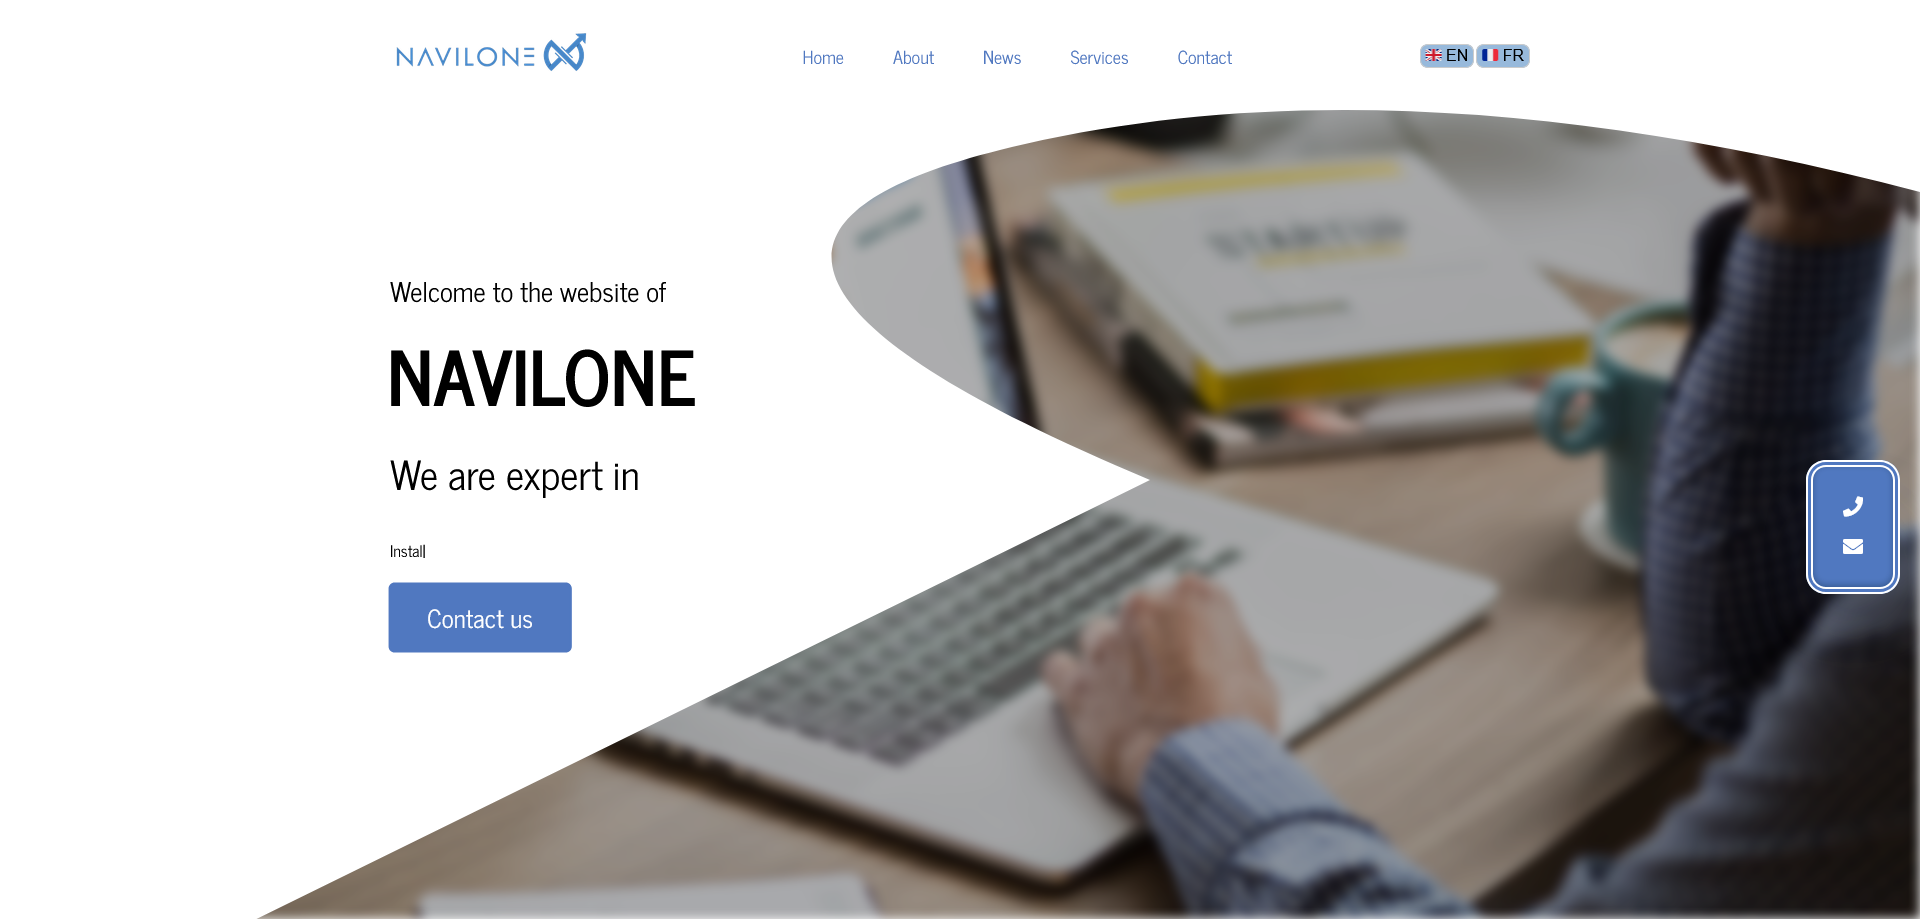 NAVILONE
Home
About
News
Services
Contact
EN
FR
Welcome to the website of
NAVILONE
We are expert in
Install
Contact us